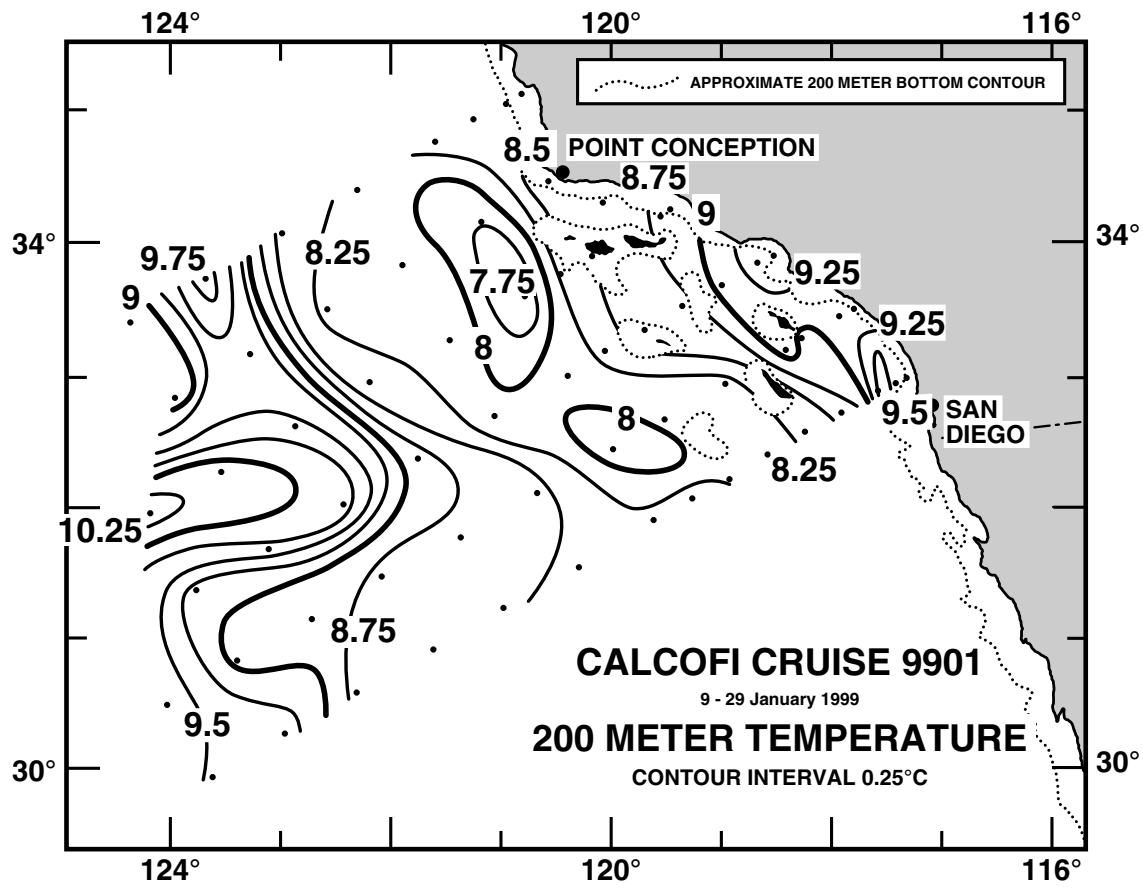 124° 120° 116°
APPROXIMATE 200 METER BOTTOM CONTOUR
8.5 POINT CONCEPTION
8.75
9
34° 34°
9.75 8.25
7.75 9.25
9
9.25
8
8 9.5 SAN
DIEGO
8.25
10.25
8.75
CALCOFI CRUISE 9901
9 - 29 January 1999
9.5
200 METER TEMPERATURE
CONTOUR INTERVAL 0.25°C
30° 30°
124° 120° 116°